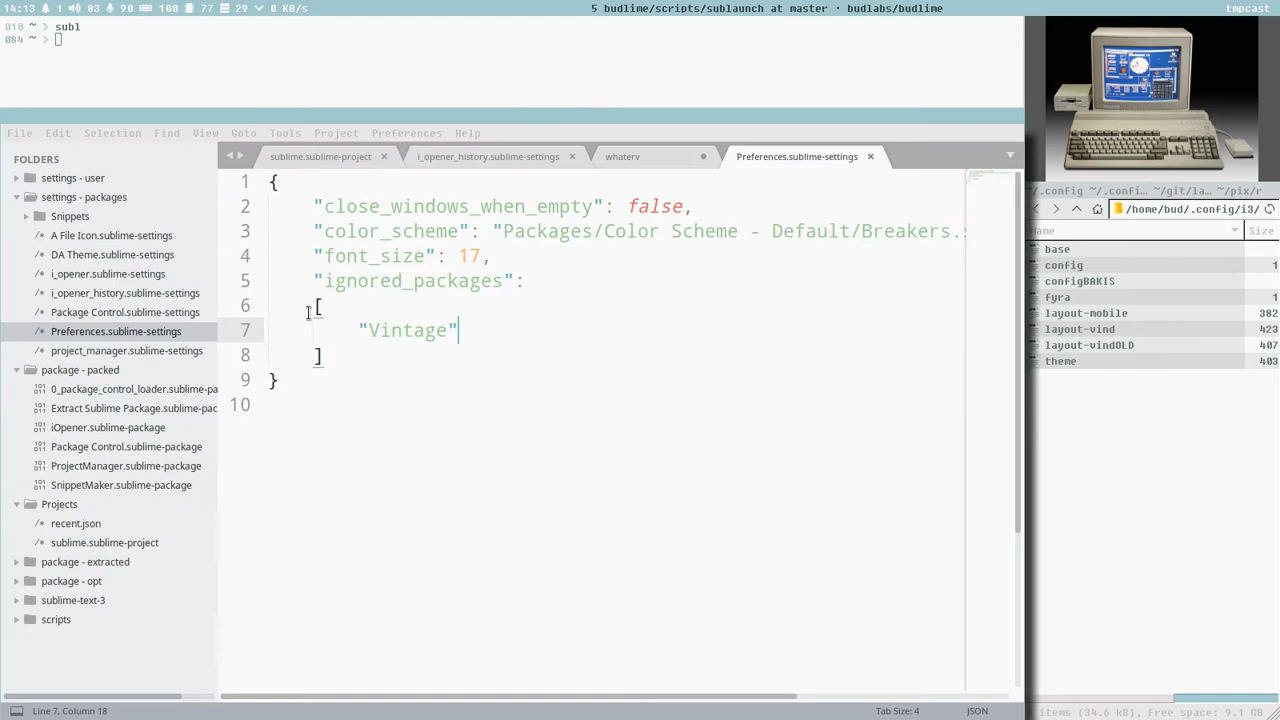 14:13 1 83 90 100 77 29 0 KB/s
5 budlime/scripts/sublaunch at master - budlabs/budlime
tmpcast
010 ~ > subl
084 ~ >
File Edit Selection Find View Goto Tools Project Preferences Help
FOLDERS
settings - user
settings - packages
Snippets
A File Icon.sublime-settings
DA Theme.sublime-settings
i_opener.sublime-settings
i_opener_history.sublime-settings
Package Control.sublime-settings
Preferences.sublime-settings
project_manager.sublime-settings
package - packed
0_package_control_loader.sublime-pa
Extract Sublime Package.sublime-pac
iOpener.sublime-package
Package Control.sublime-package
ProjectManager.sublime-package
SnippetMaker.sublime-package
Projects
recent.json
sublime.sublime-project
package - extracted
package - opt
sublime-text-3
scripts
sublime.sublime-projec
i_opener_history.sublime-settings
whaterv
Preferences.sublime-settings
1 {
2 "close_windows_when_empty": false,
3 "color_scheme": "Packages/Color Scheme - Default/Breakers.s
4 "font_size": 17,
5 "ignored_packages":
6 [
7 "Vintage"
8 ]
9 }
10
Line 7, Column 18
Tab Size: 4
JSON
~/.config ~/.confi… ~/git/la… ~/pix/r
/home/bud/.config/i3/
Name Size
base
config 1
configBAKIS
fyra 1
layout-mobile 382
layout-vind 423
layout-vindOLD 407
theme 403
items (34.6 kB), Free space: 9.1 GB